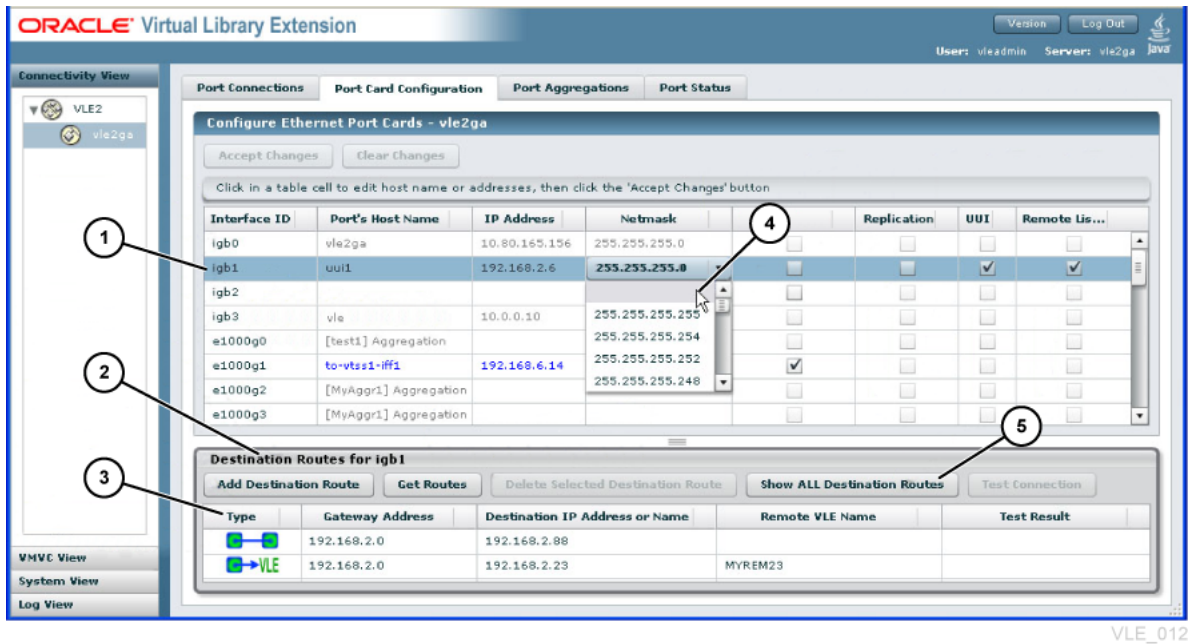 ORACLE Virtual Library Extension
Version Log Out
User: vleadmin Server: vle2ga Java
Connectivity View
VLE2
vle2ga
VMVC View
System View
Log View
Port Connections Port Card Configuration Port Aggregations Port Status
Configure Ethernet Port Cards - vle2ga
Accept Changes Clear Changes
Click in a table cell to edit host name or addresses, then click the 'Accept Changes' button
Interface ID Port's Host Name IP Address Netmask Replication UUI Remote Lis...
igb0 vle2ga 10.80.165.156 255.255.255.0
igb1 uui1 192.168.2.6 255.255.255.0
igb2
igb3 vle 10.0.0.10 255.255.255.255
e1000g0 [test1] Aggregation 255.255.255.254
e1000g1 to-vtss1-iff1 192.168.6.14 255.255.255.252
e1000g2 [MyAggr1] Aggregation 255.255.255.248
e1000g3 [MyAggr1] Aggregation
Destination Routes for igb1
Add Destination Route Get Routes Delete Selected Destination Route Show ALL Destination Routes Test Connection
Type Gateway Address Destination IP Address or Name Remote VLE Name Test Result
192.168.2.0 192.168.2.88
VLE 192.168.2.0 192.168.2.23 MYREM23
1
2
3
4
5
VLE_012